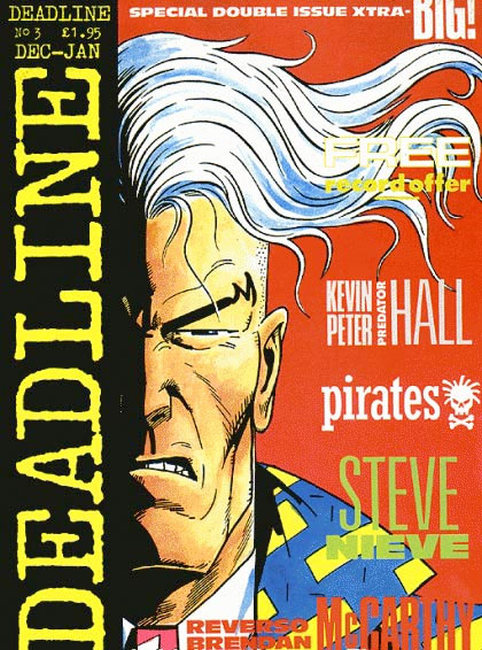 DEADLINE
Nº 3 £1.95
DEC-JAN
DEADLINE
SPECIAL DOUBLE ISSUE XTRA-BIG!
FREE
record offer
KEVIN
PETER
PREDATOR
HALL
pirates
STEVE
NIEVE
REVERSO
BRENDAN
McCARTHY